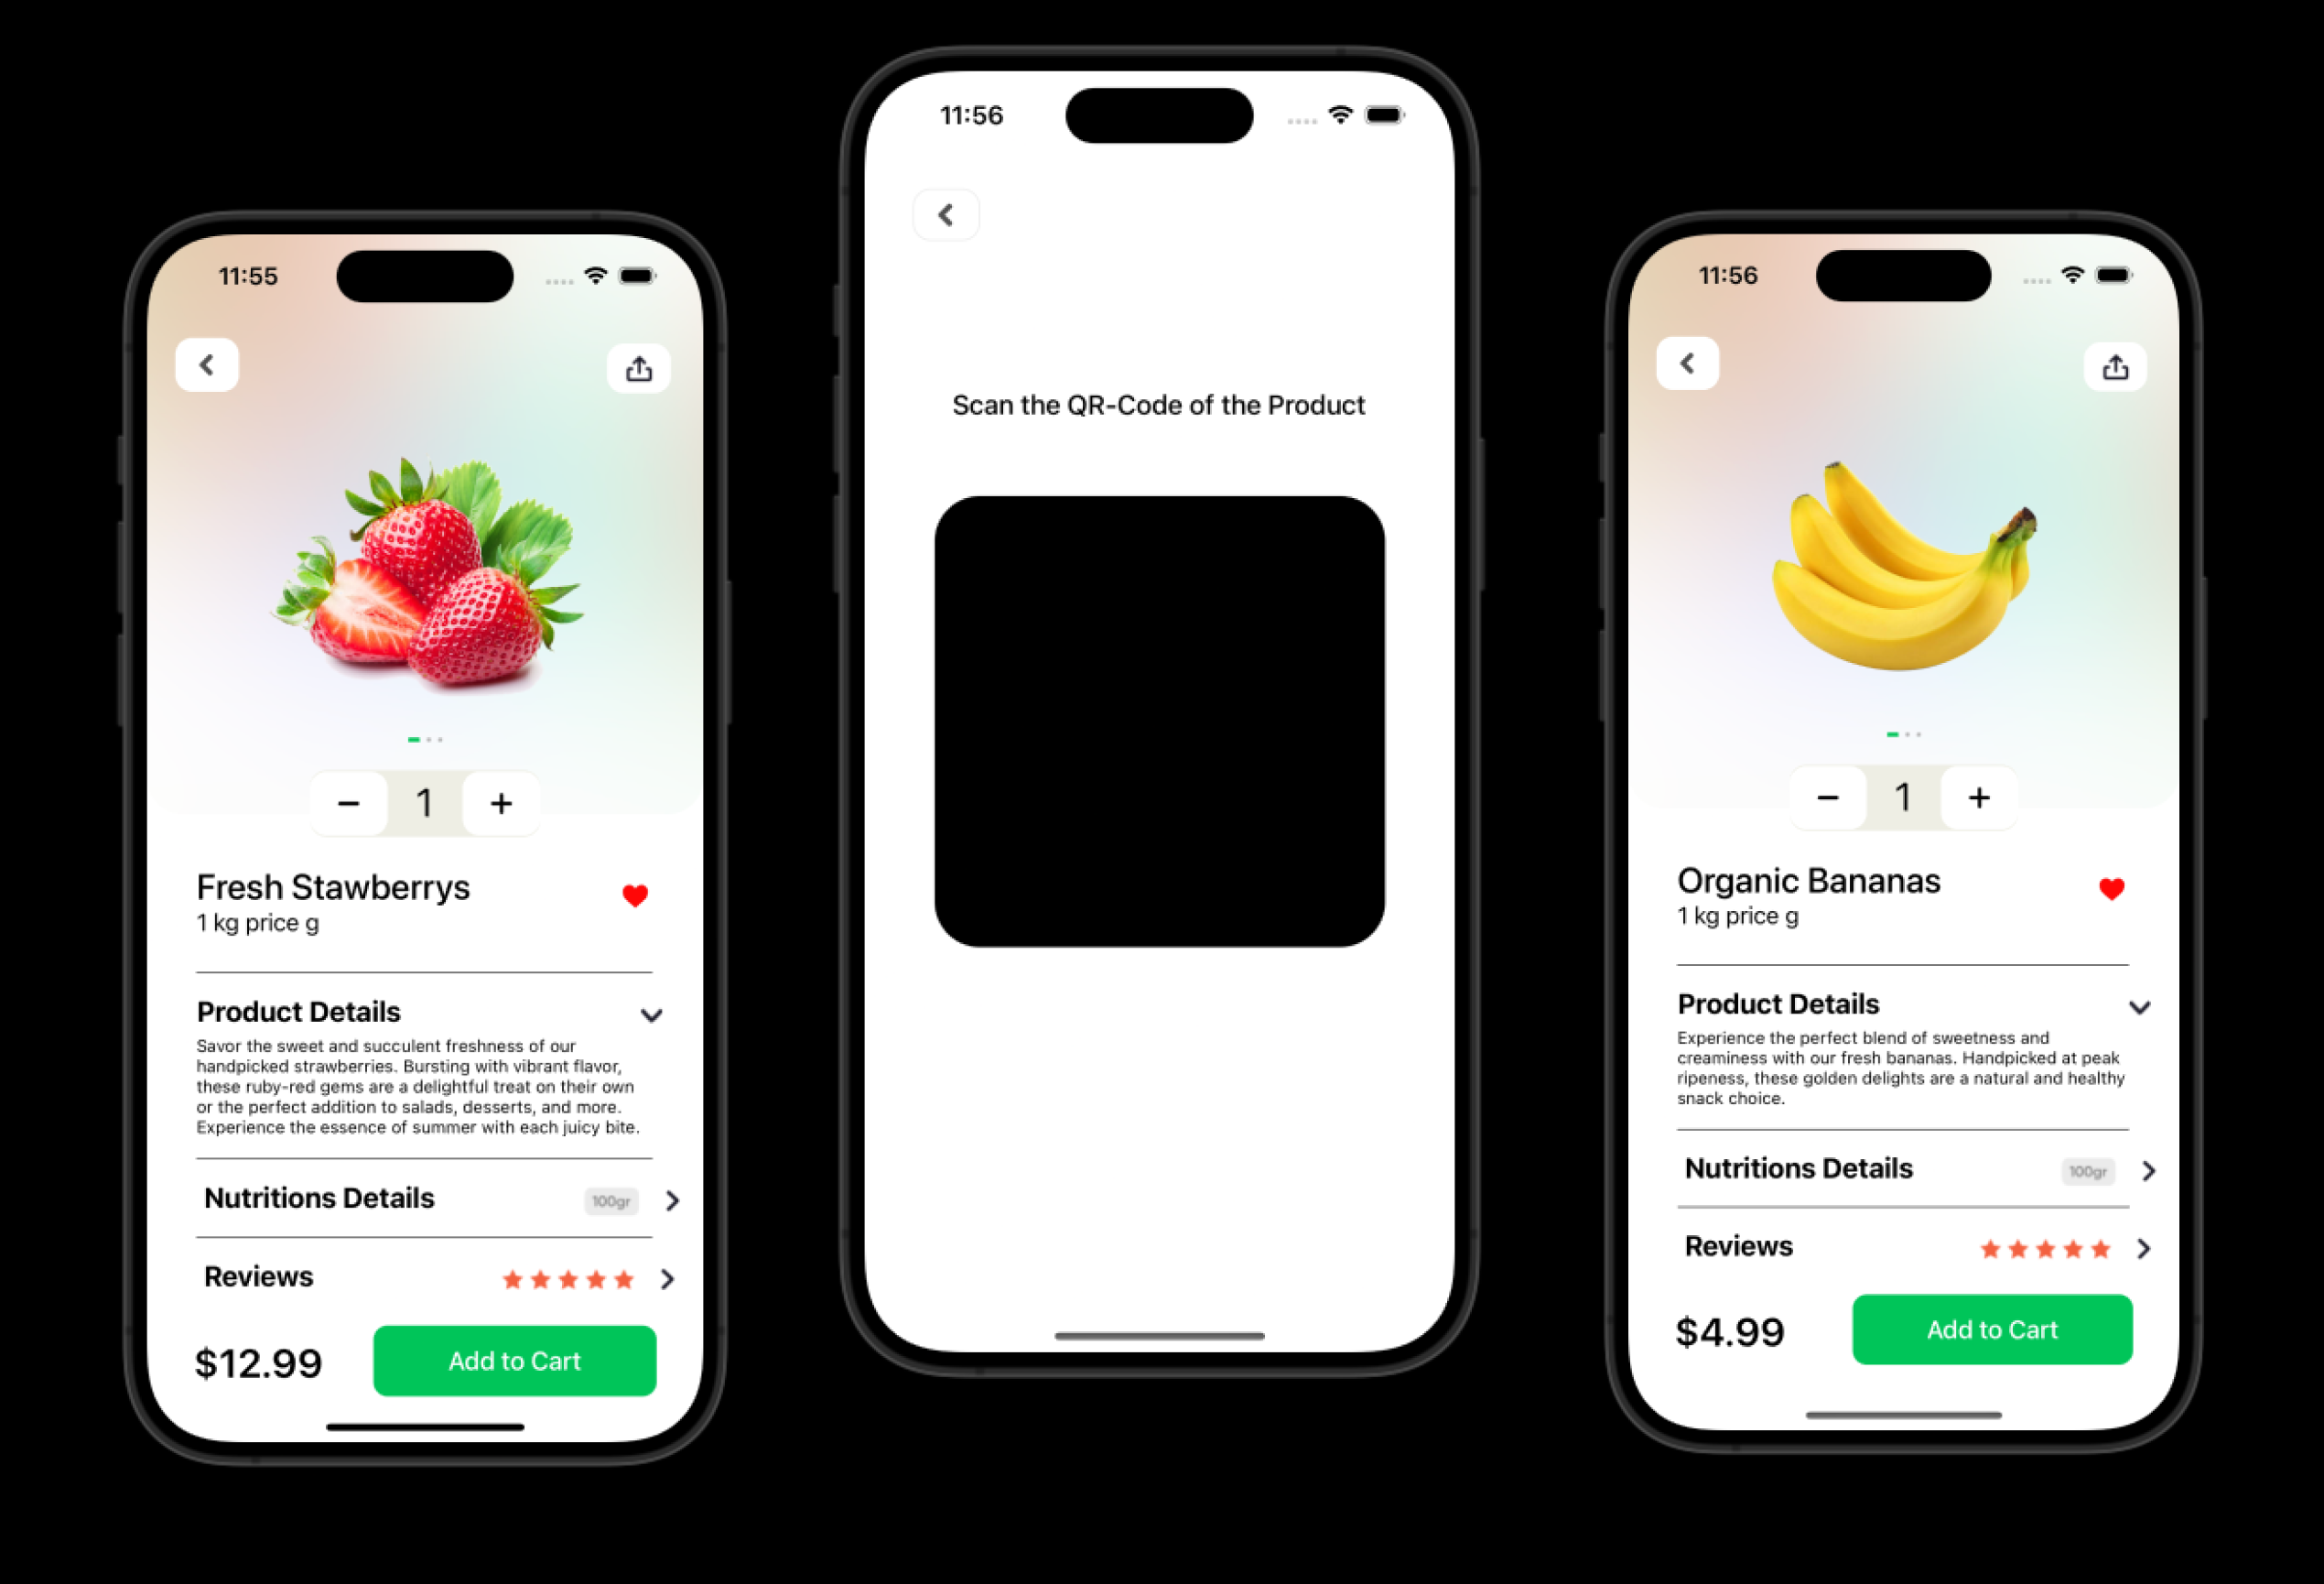 11:55
1
Fresh Stawberrys
1 kg price g
Product Details
Savor the sweet and succulent freshness of our
handpicked strawberries. Bursting with vibrant flavor,
these ruby-red gems are a delightful treat on their own
or the perfect addition to salads, desserts, and more.
Experience the essence of summer with each juicy bite.
Nutritions Details 100gr
Reviews
$12.99 Add to Cart
11:56
Scan the QR-Code of the Product
11:56
1
Organic Bananas
1 kg price g
Product Details
Experience the perfect blend of sweetness and
creaminess with our fresh bananas. Handpicked at peak
ripeness, these golden delights are a natural and healthy
snack choice.
Nutritions Details 100gr
Reviews
$4.99 Add to Cart